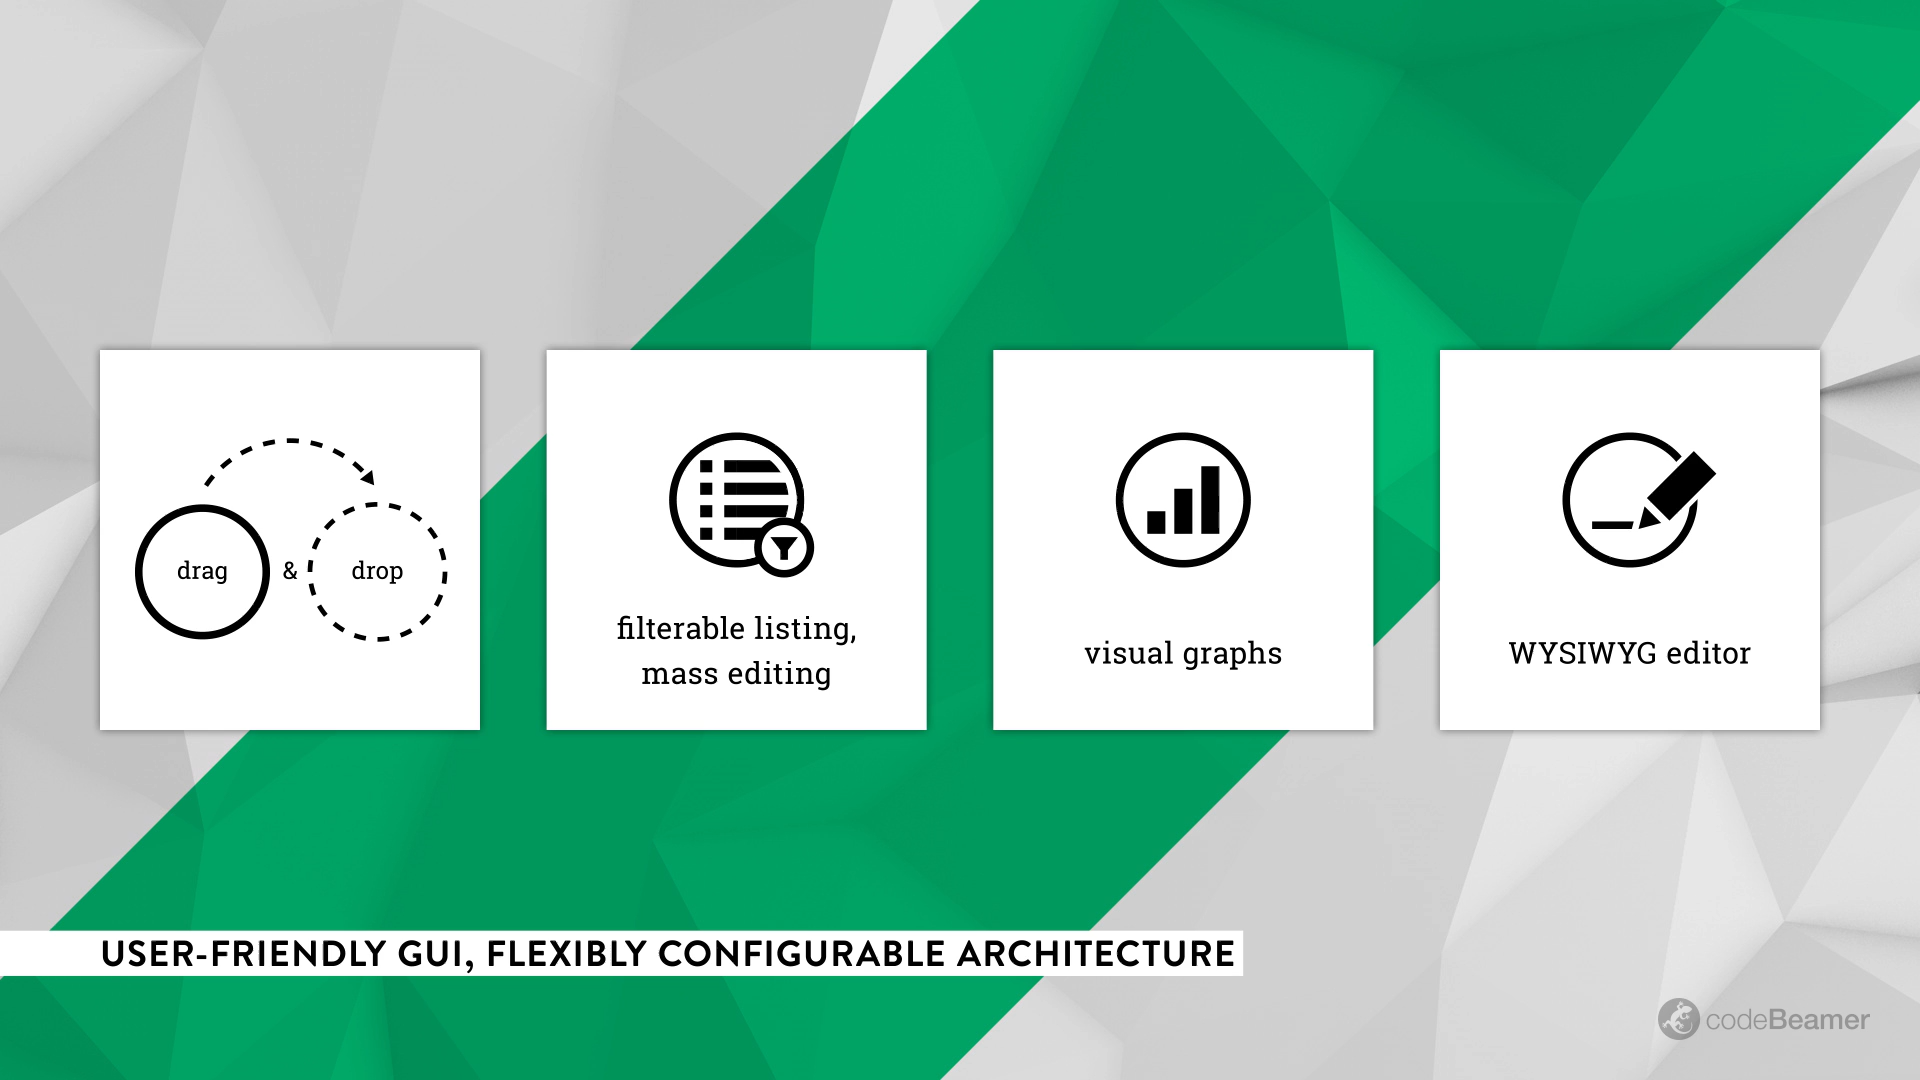 drag & drop
filterable listing,
mass editing
visual graphs
WYSIWYG editor
USER-FRIENDLY GUI, FLEXIBLY CONFIGURABLE ARCHITECTURE
codeBeamer